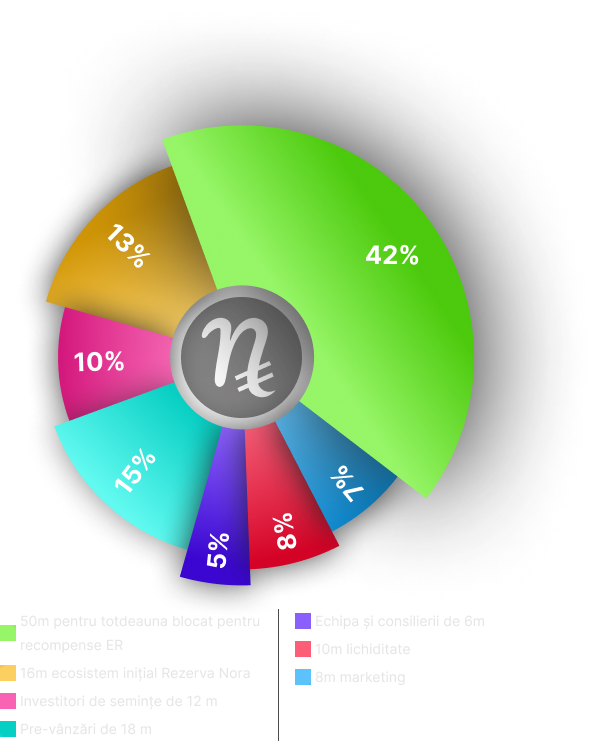 42%
13%
10%
15%
5%
8%
7%
50m pentru totdeauna blocat pentru
recompense ER
16m ecosistem inițial Rezerva Nora
Investitori de semințe de 12 m
Pre-vânzări de 18 m
Echipa și consilierii de 6m
10m lichiditate
8m marketing